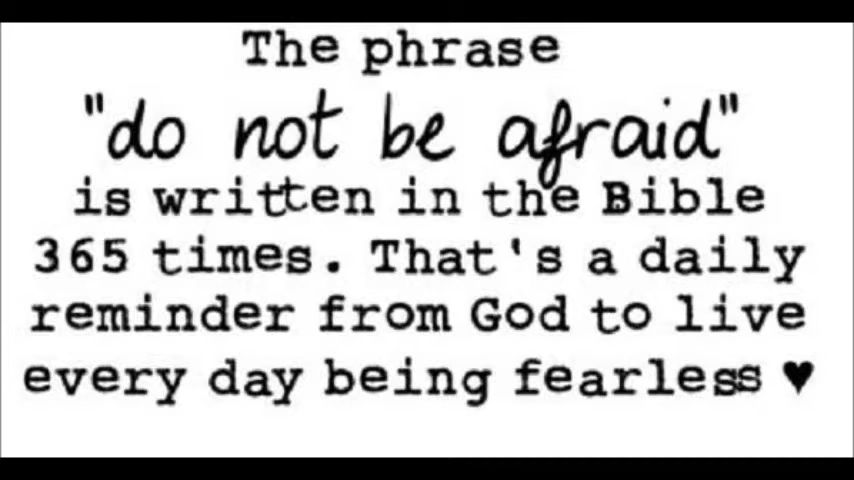 The phrase
"do not be afraid"
is written in the Bible
365 times. That's a daily
reminder from God to live
every day being fearless ♥